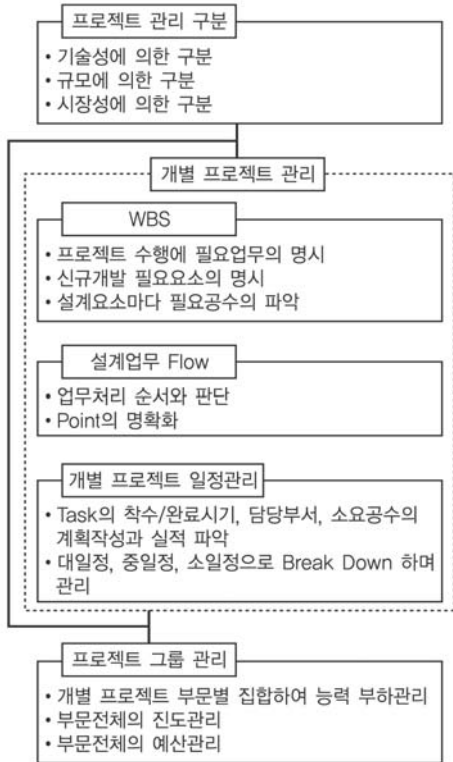 프로젝트 관리 구분
• 기술성에 의한 구분
• 규모에 의한 구분
• 시장성에 의한 구분
개별 프로젝트 관리
WBS
• 프로젝트 수행에 필요업무의 명시
• 신규개발 필요요소의 명시
• 설계요소마다 필요공수의 파악
설계업무 Flow
• 업무처리 순서와 판단
• Point의 명확화
개별 프로젝트 일정관리
• Task의 착수/완료시기, 담당부서, 소요공수의
계획작성과 실적 파악
• 대일정, 중일정, 소일정으로 Break Down 하며
관리
프로젝트 그룹 관리
• 개별 프로젝트 부문별 집합하여 능력 부하관리
• 부문전체의 진도관리
• 부문전체의 예산관리